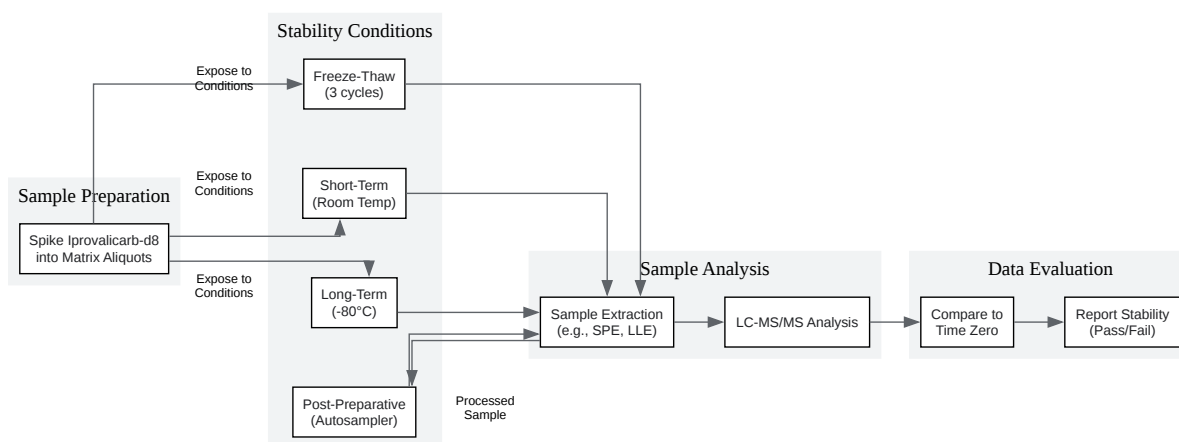 Stability Conditions
Expose to
Conditions
Freeze-Thaw
(3 cycles)
Expose to
Conditions
Short-Term
(Room Temp)
Sample Preparation
Spike Iprovalicarb-d8
into Matrix Aliquots
Expose to
Conditions
Long-Term
(-80°C)
Post-Preparative
(Autosampler)
Processed
Sample
Sample Analysis
Sample Extraction
(e.g., SPE, LLE)
LC-MS/MS Analysis
Data Evaluation
Compare to
Time Zero
Report Stability
(Pass/Fail)